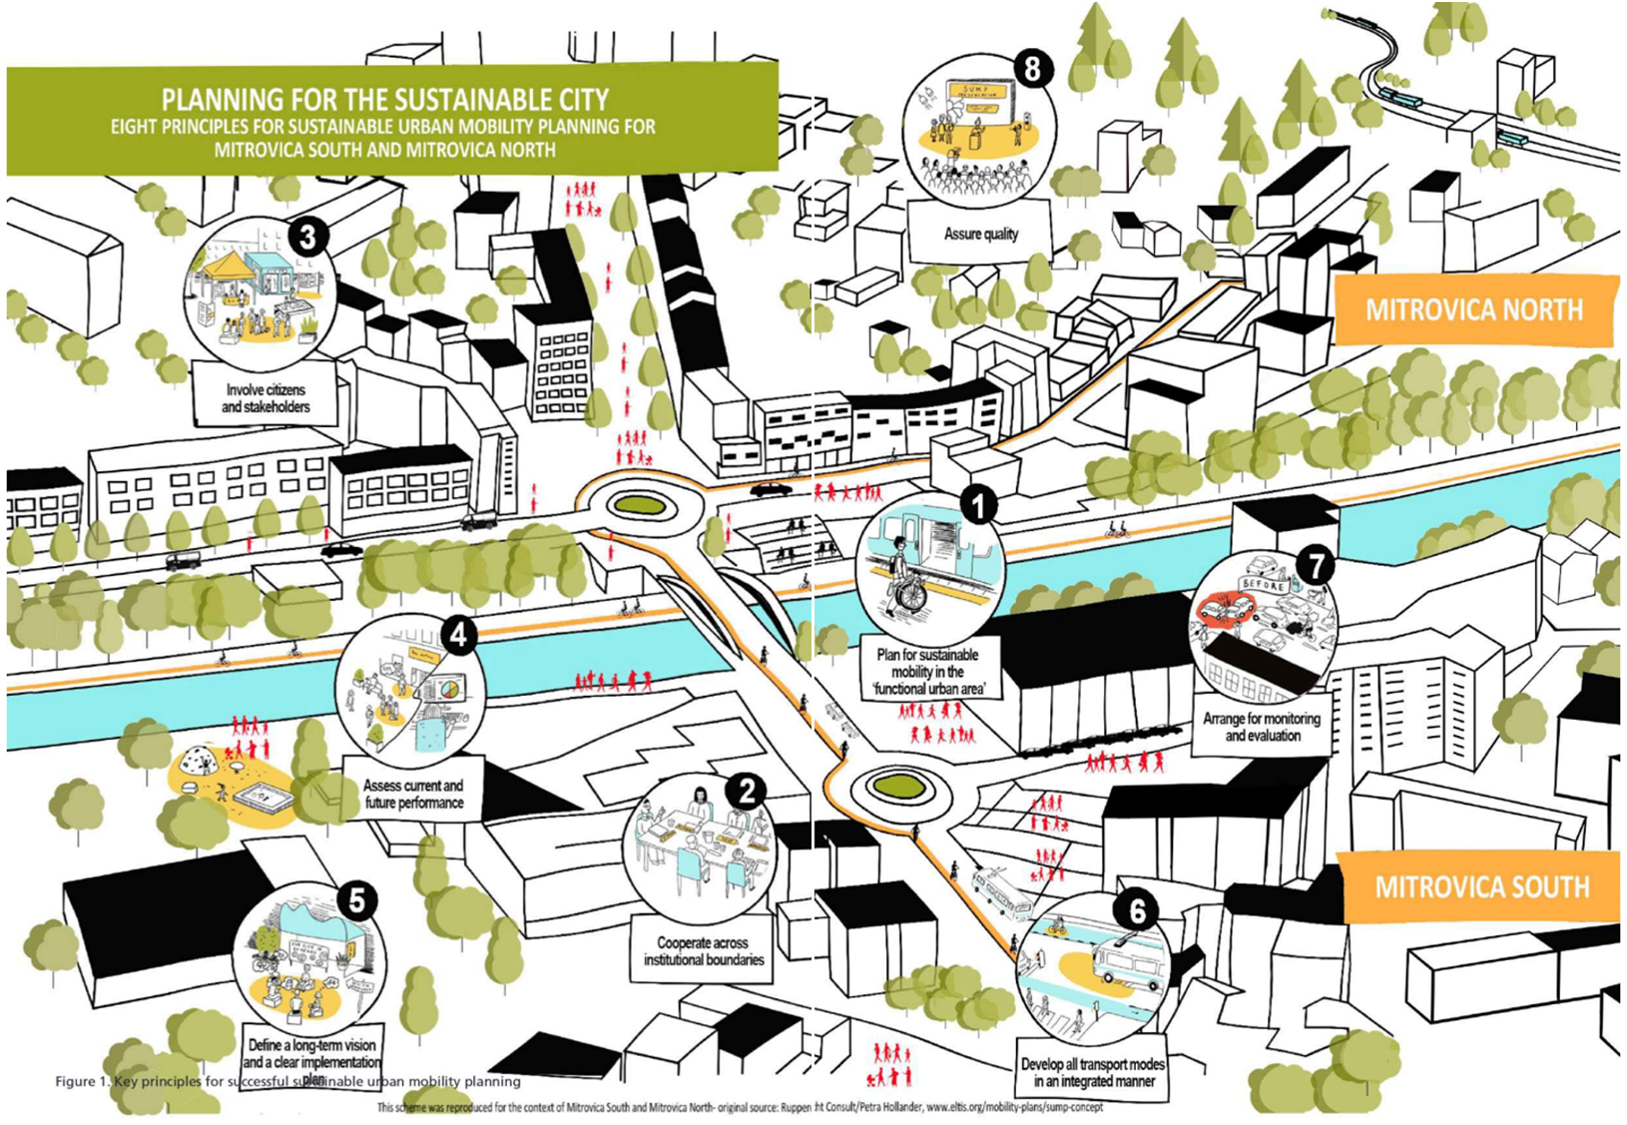 PLANNING FOR THE SUSTAINABLE CITY
EIGHT PRINCIPLES FOR SUSTAINABLE URBAN MOBILITY PLANNING FOR
MITROVICA SOUTH AND MITROVICA NORTH
8
SUMP
Assure quality
3
Involve citizens
and stakeholders
MITROVICA NORTH
1
Plan for sustainable
mobility in the
'functional urban area'
7
BEFORE
Arrange for monitoring
and evaluation
4
Assess current and
future performance
2
Cooperate across
institutional boundaries
MITROVICA SOUTH
5
Define a long-term vision
and a clear implementation
plan
6
Develop all transport modes
in an integrated manner
Figure 1. Key principles for successful sustainable urban mobility planning
This scheme was reproduced for the context of Mitrovica South and Mitrovica North- original source: Ruppen ht Consult/Petra Hollander, www.eltis.org/mobility-plans/sump-concept